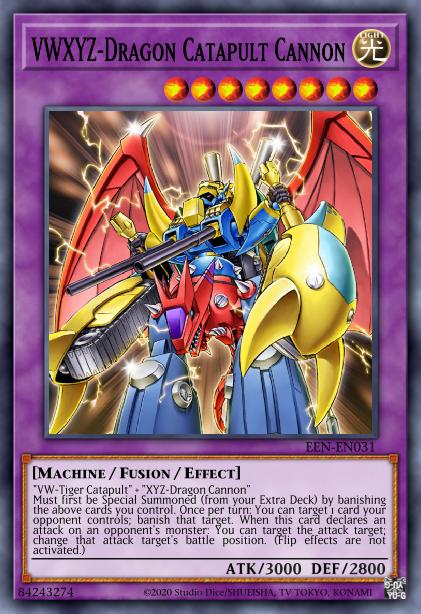 VWXYZ-Dragon Catapult Cannon
LIGHT
光
EEN-EN031
[Machine / Fusion / Effect]
"VW-Tiger Catapult" + "XYZ-Dragon Cannon"
Must first be Special Summoned (from your Extra Deck) by banishing
the above cards you control. Once per turn: You can target 1 card your
opponent controls; banish that target. When this card declares an
attack on an opponent's monster: You can target the attack target;
change that attack target's battle position. (Flip effects are not
activated.)
ATK/3000 DEF/2800
84243274 ©2020 Studio Dice/SHUEISHA, TV TOKYO, KONAMI